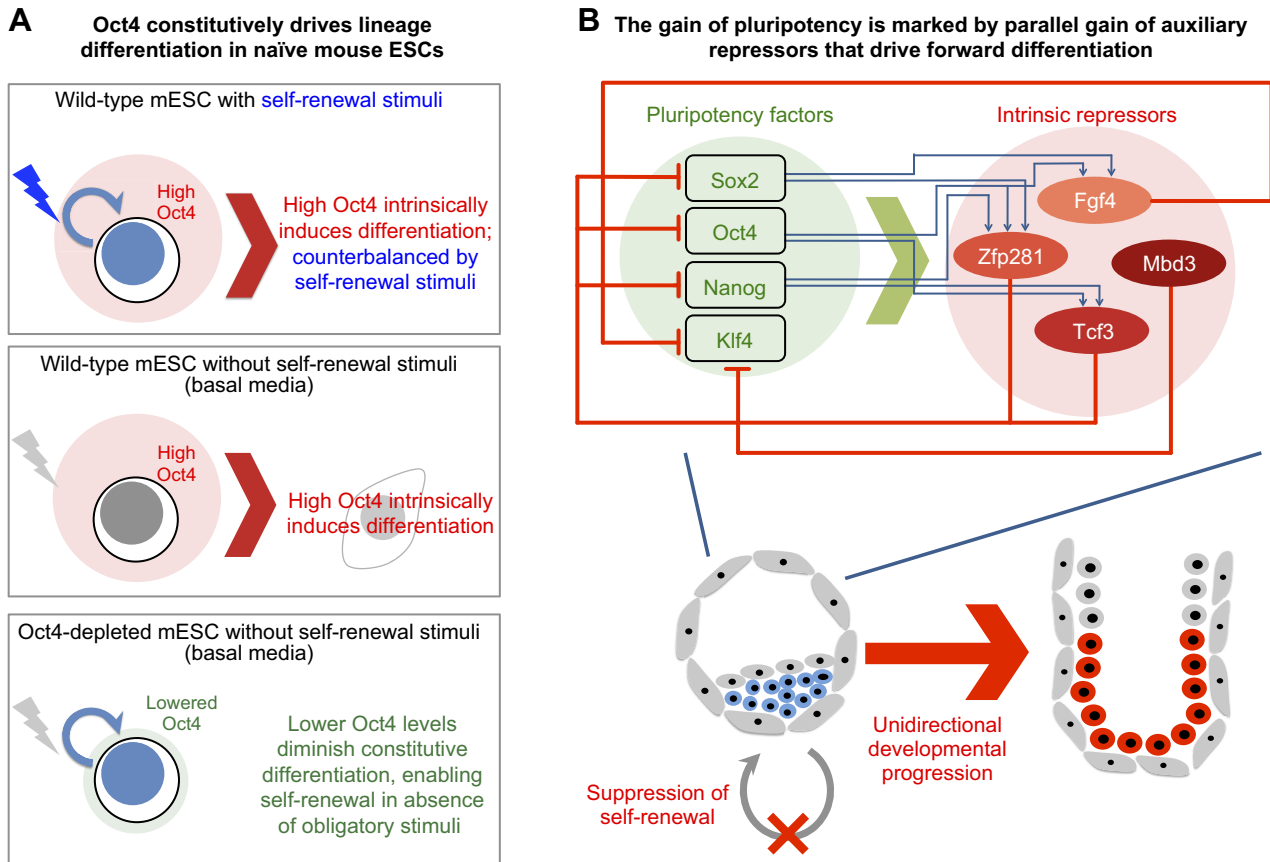 A
Oct4 constitutively drives lineage
differentiation in naïve mouse ESCs
Wild-type mESC with self-renewal stimuli
High
Oct4
High Oct4 intrinsically
induces differentiation;
counterbalanced by
self-renewal stimuli
Wild-type mESC without self-renewal stimuli
(basal media)
High
Oct4
High Oct4 intrinsically
induces differentiation
Oct4-depleted mESC without self-renewal stimuli
(basal media)
Lowered
Oct4
Lower Oct4 levels
diminish constitutive
differentiation, enabling
self-renewal in absence
of obligatory stimuli
B
The gain of pluripotency is marked by parallel gain of auxiliary
repressors that drive forward differentiation
Pluripotency factors
Intrinsic repressors
Sox2
Oct4
Nanog
Klf4
Fgf4
Zfp281
Mbd3
Tcf3
Unidirectional
developmental
progression
Suppression of
self-renewal